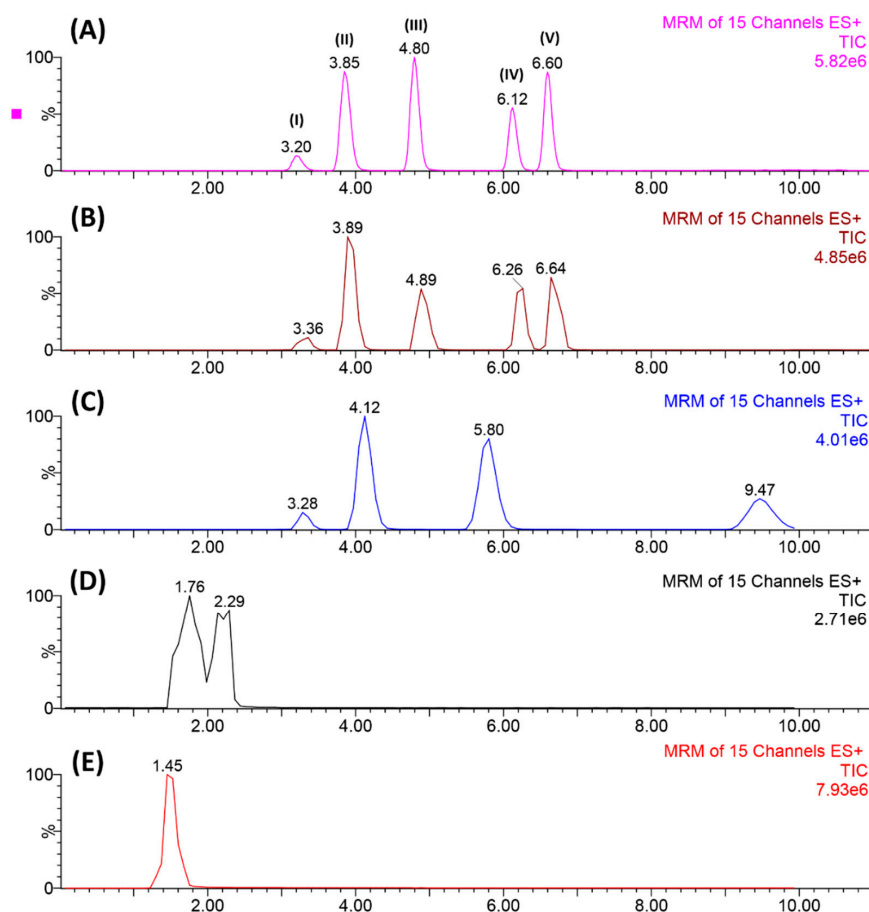 (A)
(I)
(II)
(III)
(IV)
(V)
3.20
3.85
4.80
6.12
6.60
MRM of 15 Channels ES+
TIC
5.82e6
100
%
0
2.00
4.00
6.00
8.00
10.00
(B)
3.36
3.89
4.89
6.26
6.64
MRM of 15 Channels ES+
TIC
4.85e6
100
%
0
2.00
4.00
6.00
8.00
10.00
(C)
3.28
4.12
5.80
9.47
MRM of 15 Channels ES+
TIC
4.01e6
100
%
0
2.00
4.00
6.00
8.00
10.00
(D)
1.76
2.29
MRM of 15 Channels ES+
TIC
2.71e6
100
%
0
2.00
4.00
6.00
8.00
10.00
(E)
1.45
MRM of 15 Channels ES+
TIC
7.93e6
100
%
0
2.00
4.00
6.00
8.00
10.00